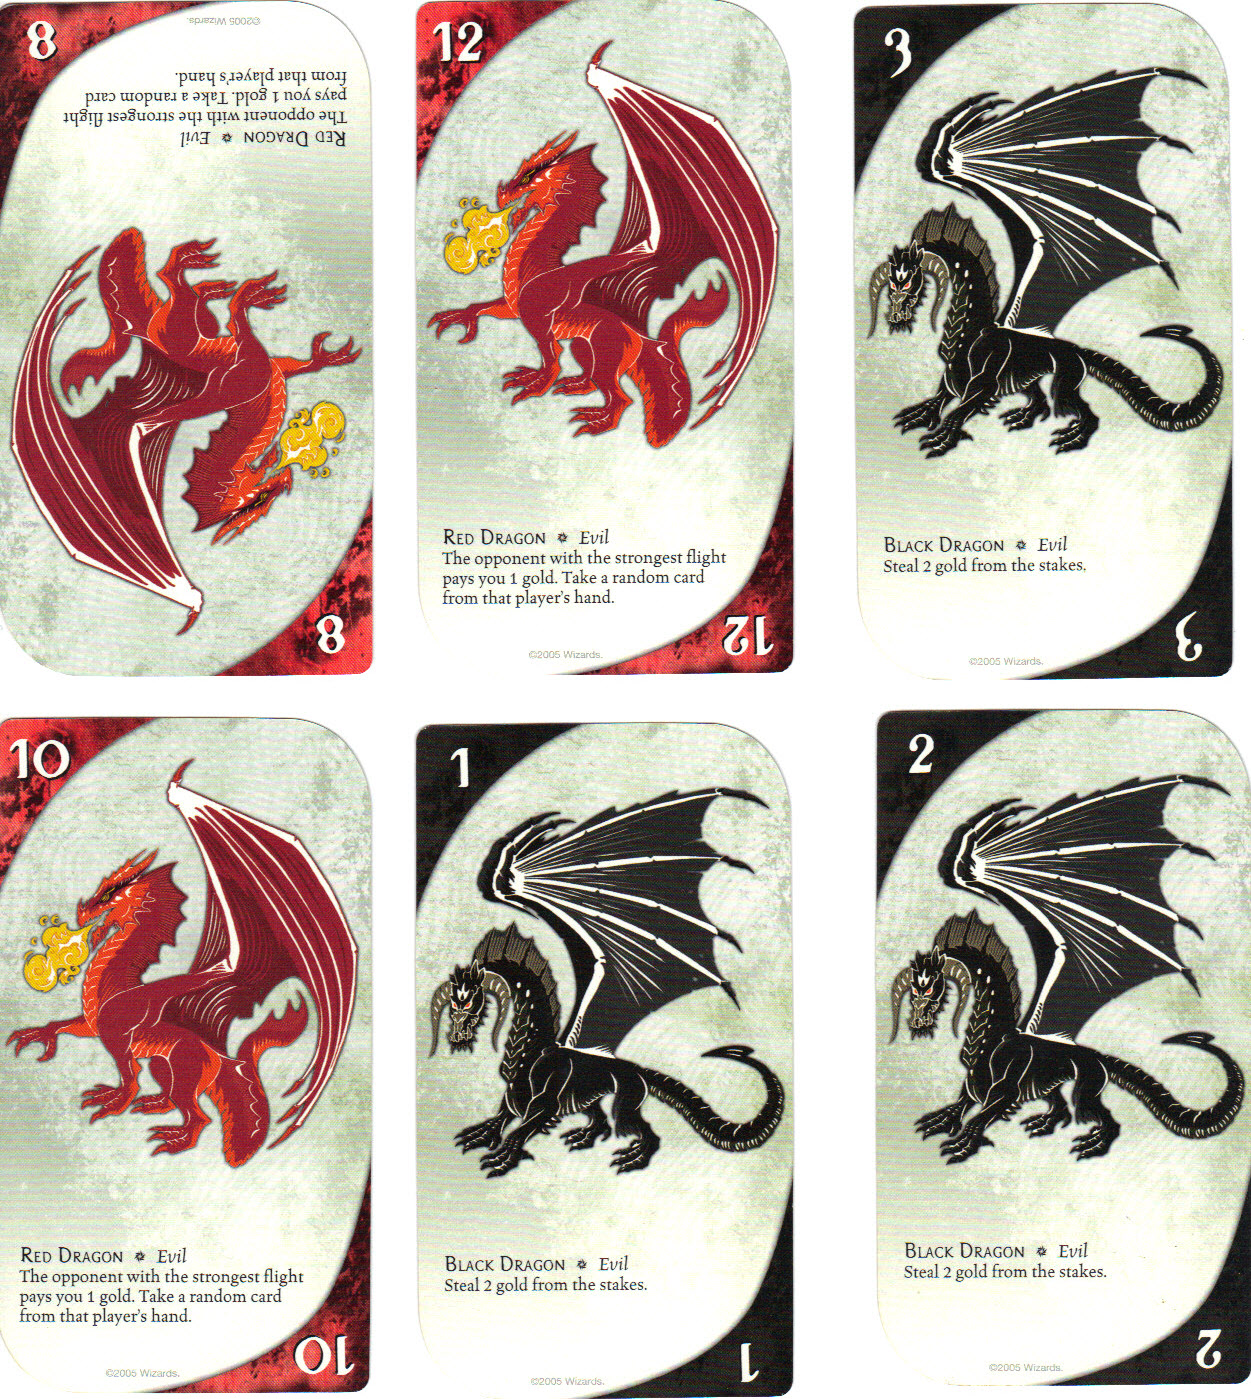 8
©2005 Wizards.
RED DRAGON Evil
The opponent with the strongest flight
pays you 1 gold. Take a random card
from that player's hand.
8
12
RED DRAGON Evil
The opponent with the strongest flight
pays you 1 gold. Take a random card
from that player's hand.
12
©2005 Wizards.
3
BLACK DRAGON Evil
Steal 2 gold from the stakes.
3
©2005 Wizards.
10
RED DRAGON Evil
The opponent with the strongest flight
pays you 1 gold. Take a random card
from that player's hand.
10
©2005 Wizards.
1
BLACK DRAGON Evil
Steal 2 gold from the stakes.
1
©2005 Wizards.
2
BLACK DRAGON Evil
Steal 2 gold from the stakes.
2
©2005 Wizards.